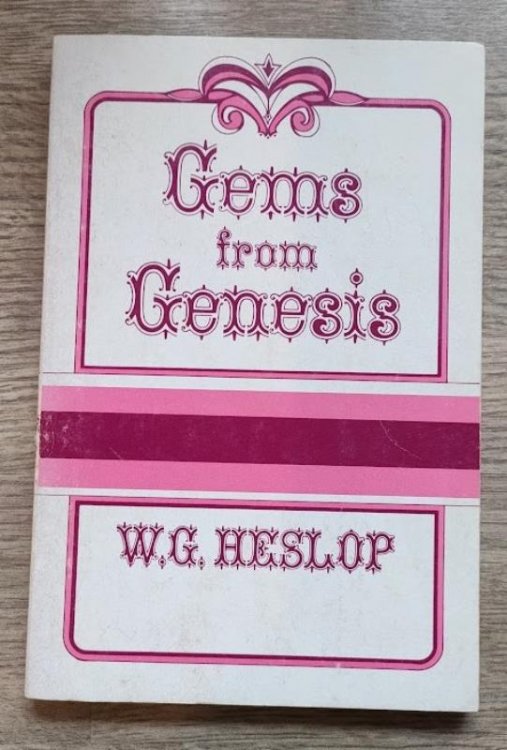 Gems
from
Genesis
W.G. HESLOP